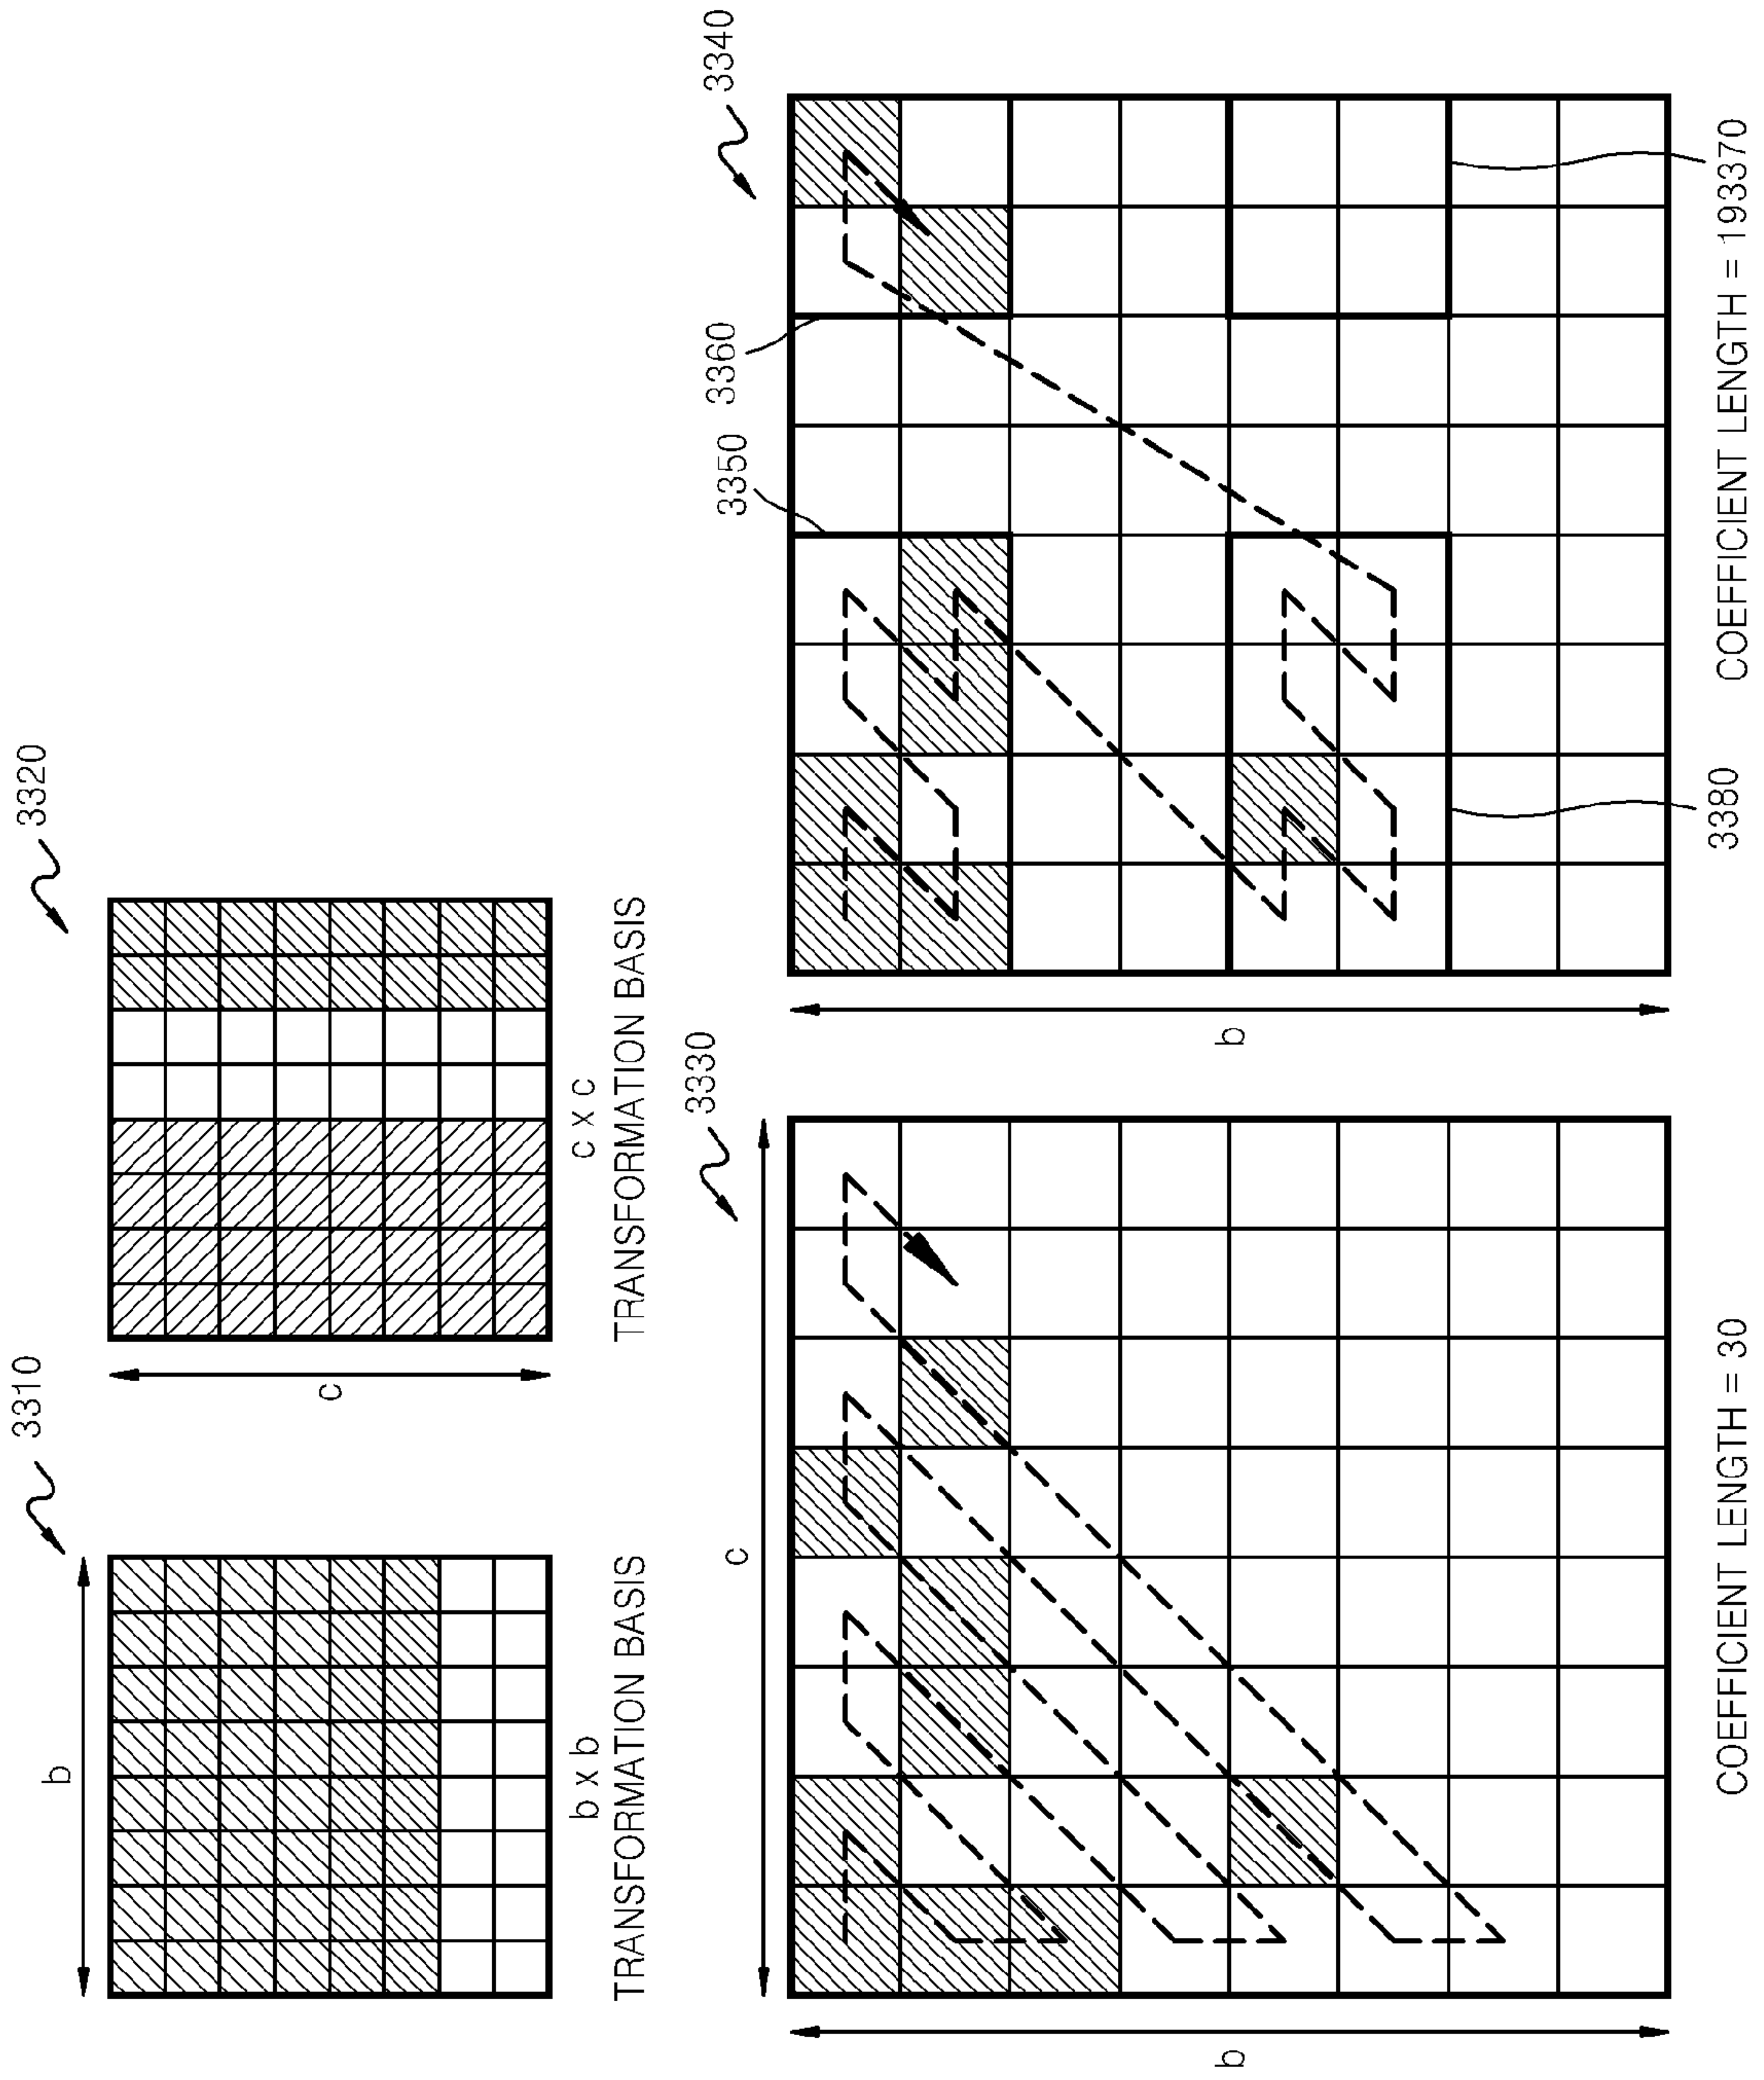 3310
3320
b
c
b x b
TRANSFORMATION BASIS
c x c
TRANSFORMATION BASIS
3330
3340
3350
3360
c
b
b
3380
COEFFICIENT LENGTH = 30
COEFFICIENT LENGTH = 193370